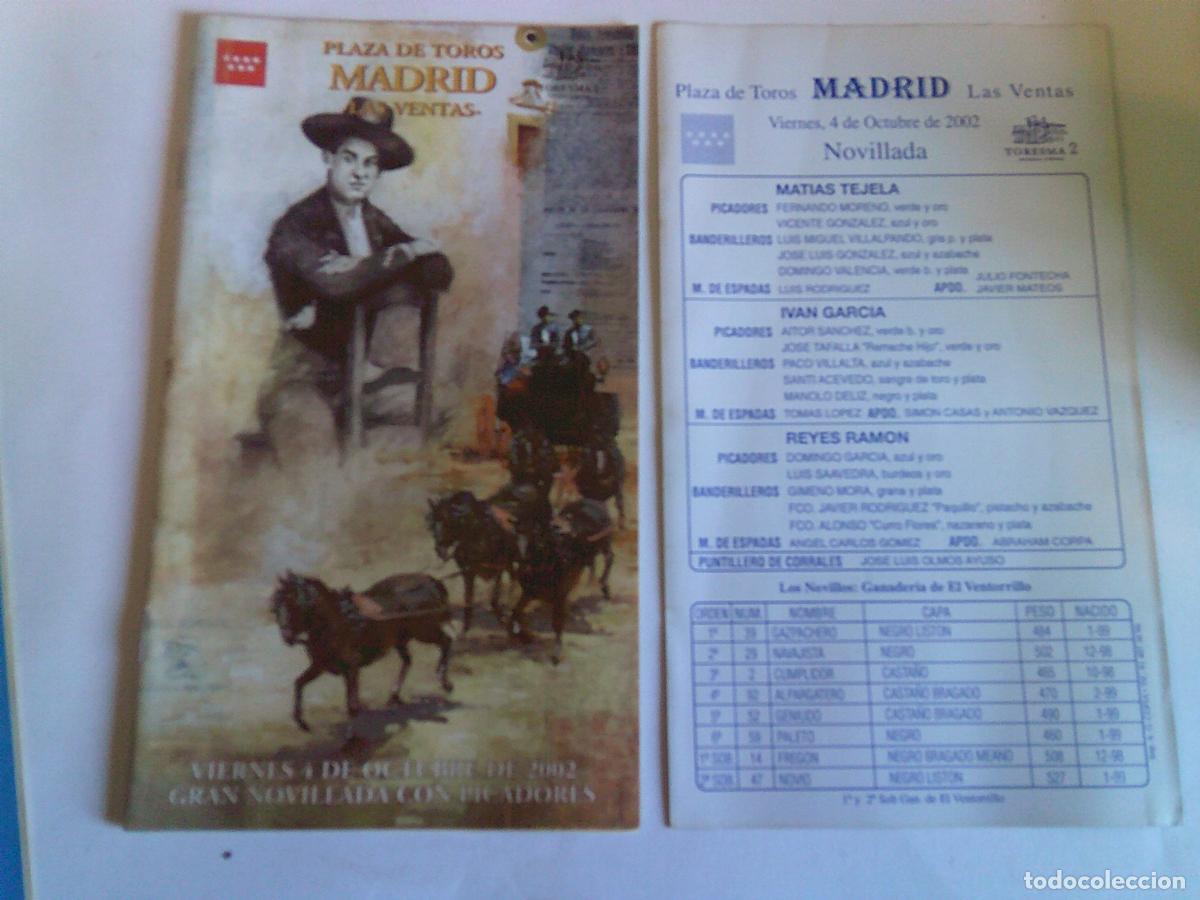 PLAZA DE TOROS
MADRID
-LAS VENTAS-
VIERNES 4 DE OCTUBRE DE 2002
GRAN NOVILLADA CON PICADORES
Plaza de Toros MADRID Las Ventas
Viernes, 4 de Octubre de 2002
Novillada
TORESMA 2
MATIAS TEJELA
PICADORES FERNANDO MORENO, verde y oro
VICENTE GONZALEZ, azul y oro
BANDERILLEROS LUIS MIGUEL VILLALPANDO, gris p. y plata
JOSE LUIS GONZALEZ, azul y azabache
DOMINGO VALENCIA, verde b. y plata
M. DE ESPADAS LUIS RODRIGUEZ APDO. JULIO FONTECHA
JAVIER MATEOS
IVAN GARCIA
PICADORES AITOR SANCHEZ, verde b. y oro
JOSE TAFALLA "Remache Hijo", verde y oro
BANDERILLEROS PACO VILLALTA, azul y azabache
SANTI ACEVEDO, sangre de toro y plata
MANOLO DELIZ, negro y plata
M. DE ESPADAS TOMAS LOPEZ APDO. SIMON CASAS y ANTONIO VAZQUEZ
REYES RAMON
PICADORES DOMINGO GARCIA, azul y oro
LUIS SAAVEDRA, burdeos y oro
BANDERILLEROS GIMENO MORA, grana y plata
FCO. JAVIER RODRIGUEZ "Paquillo", pistacho y azabache
FCO. ALONSO "Curro Flores", nazareno y plata
M. DE ESPADAS ANGEL CARLOS GOMEZ APDO. ABRAHAM CORPA
PUNTILLERO DE CORRALES JOSE LUIS OLMOS AYUSO
Los Novillos: Ganadería de El Ventorrillo
ORDEN NUM. NOMBRE CAPA PESO NACIDO
1º 39 GAZPACHERO NEGRO LISTON 484 1-99
2º 29 NAVAJISTA NEGRO 502 12-98
3º 2 CUMPLIDOR CASTAÑO 465 10-98
4º 92 ALPARGATERO CASTAÑO BRAGADO 470 2-99
5º 52 GENIUDO CASTAÑO BRAGADO 490 1-99
6º 59 PALETO NEGRO 460 1-99
1º SOB 14 FREGON NEGRO BRAGADO MEANO 508 12-98
2º SOB 47 NOVIO NEGRO LISTON 527 1-99
1º y 2º Sob Gan. de El Ventorrillo
todocoleccion